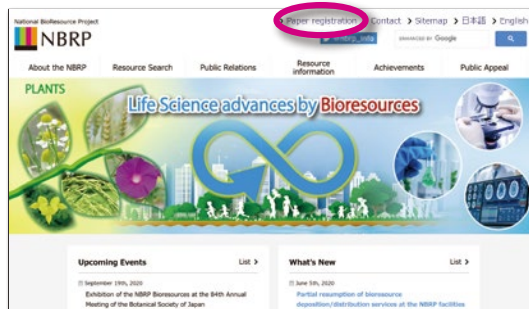 National BioResource Project
NBRP
> Paper registration
Contact
> Sitemap
> 日本語
> English
ENHANCED BY Google
About the NBRP
Resource Search
Public Relations
Resource
information
Achievements
Public Appeal
PLANTS
Life Science advances by Bioresources
Upcoming Events
List >
September 19th, 2020
Exhibition of the NBRP Bioresources at the 84th Annual
Meeting of the Botanical Society of Japan
What's New
List >
June 5th, 2020
Partial resumption of bioresource
deposition/distribution services at the NBRP facilities